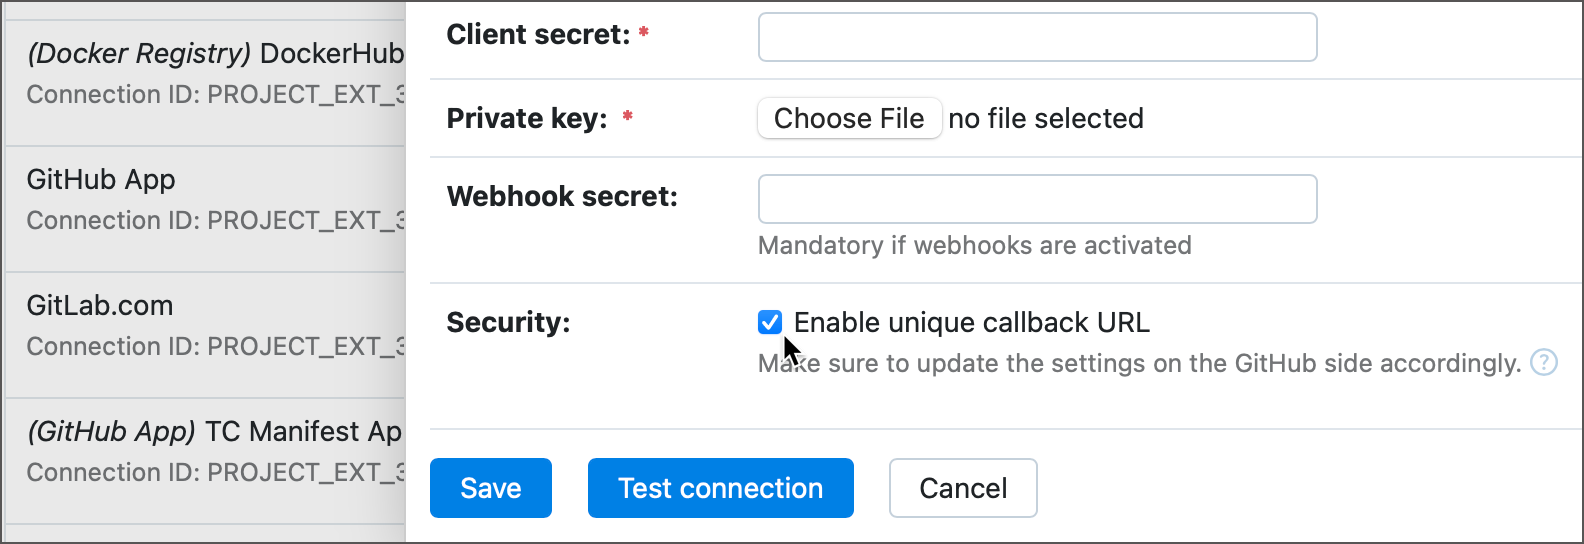 (Docker Registry) DockerHub
Connection ID: PROJECT_EXT_3
GitHub App
Connection ID: PROJECT_EXT_3
GitLab.com
Connection ID: PROJECT_EXT_3
(GitHub App) TC Manifest Ap
Connection ID: PROJECT_EXT_3
Client secret: *
Private key: * Choose File no file selected
Webhook secret:
Mandatory if webhooks are activated
Security: Enable unique callback URL
Make sure to update the settings on the GitHub side accordingly. ?
Save Test connection Cancel